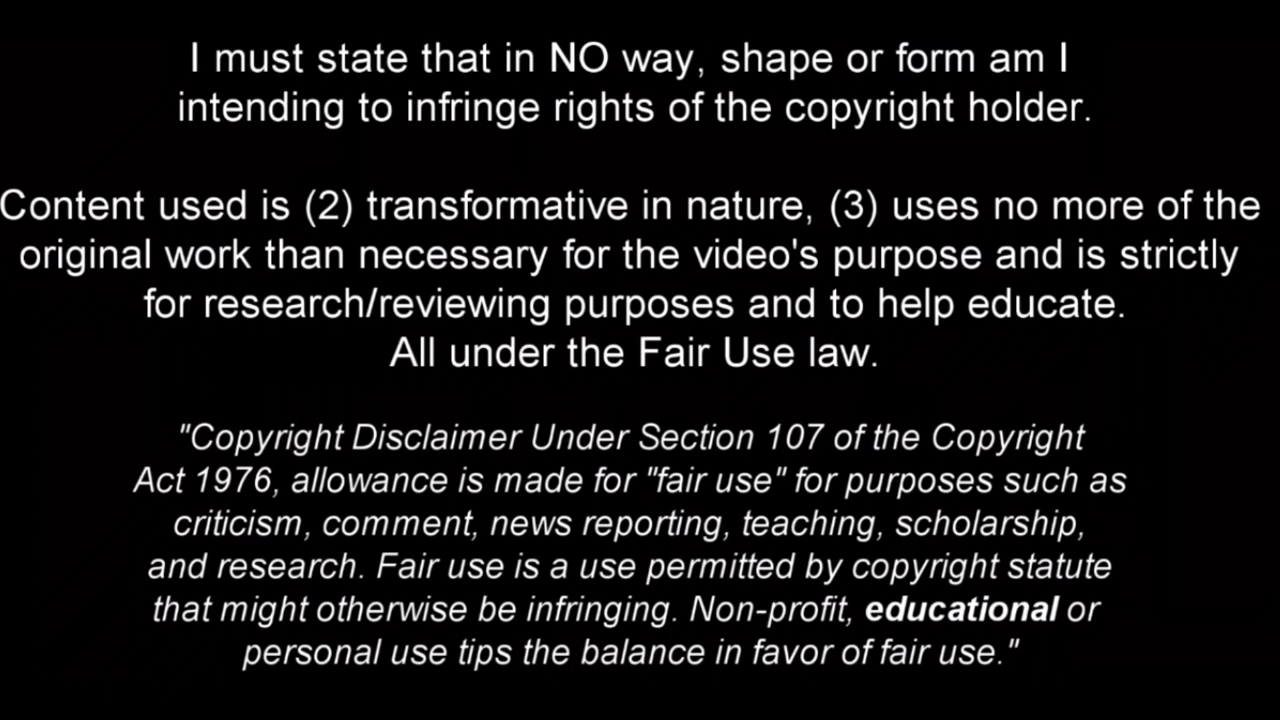 I must state that in NO way, shape or form am I
intending to infringe rights of the copyright holder.
Content used is (2) transformative in nature, (3) uses no more of the
original work than necessary for the video's purpose and is strictly
for research/reviewing purposes and to help educate.
All under the Fair Use law.
"Copyright Disclaimer Under Section 107 of the Copyright
Act 1976, allowance is made for "fair use" for purposes such as
criticism, comment, news reporting, teaching, scholarship,
and research. Fair use is a use permitted by copyright statute
that might otherwise be infringing. Non-profit, educational or
personal use tips the balance in favor of fair use."